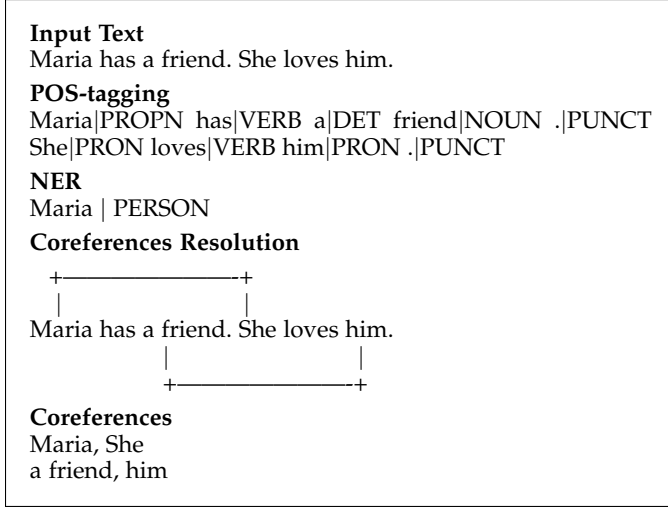 Input Text
Maria has a friend. She loves him.
POS-tagging
Maria|PROPN has|VERB a|DET friend|NOUN .|PUNCT
She|PRON loves|VERB him|PRON .|PUNCT
NER
Maria | PERSON
Coreferences Resolution
+———————-+
| |
Maria has a friend. She loves him.
| |
+———————-+
Coreferences
Maria, She
a friend, him